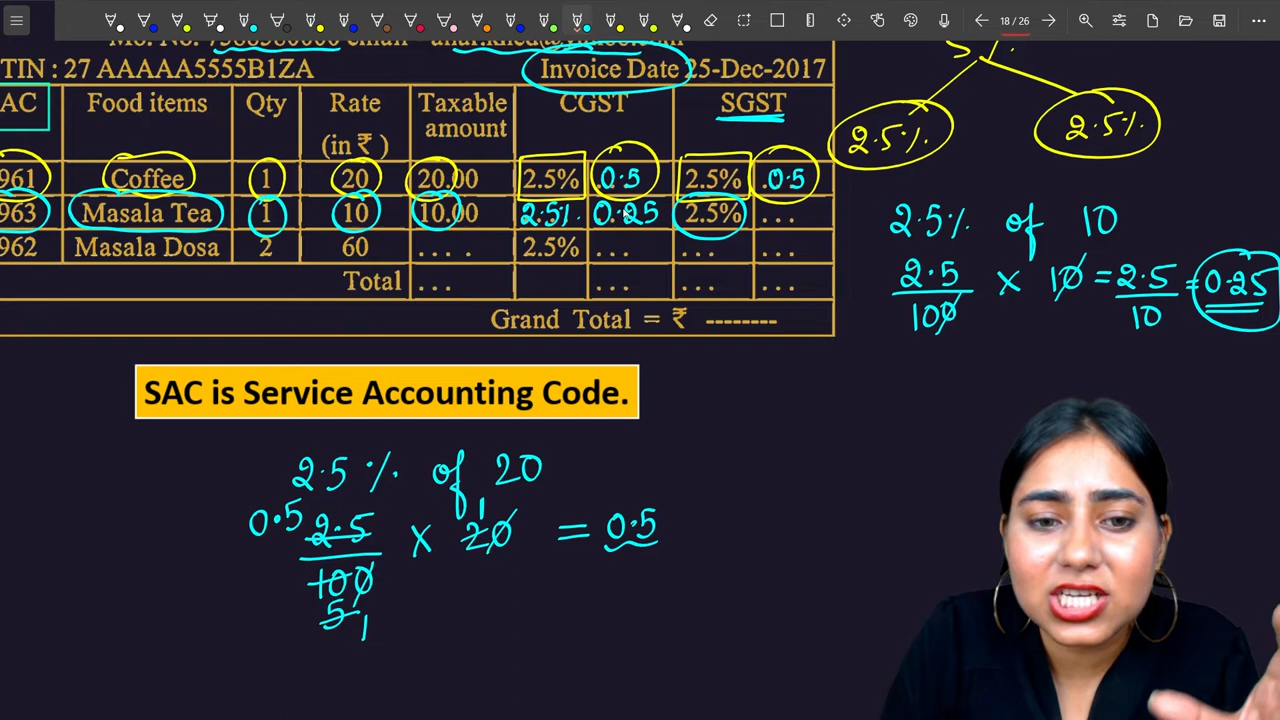 18 / 26
TIN : 27 AAAAA5555B1ZA
Invoice Date 25-Dec-2017
AC Food items Qty Rate (in ₹ ) Taxable amount CGST SGST
961 Coffee 1 20 20.00 2.5% 0.5 2.5% 0.5
963 Masala Tea 1 10 10.00 2.5% 0.25 2.5% ...
962 Masala Dosa 2 60 .... 2.5% ... ... ...
Total ... ... ... ... ...
Grand Total = ₹ --------
SAC is Service Accounting Code.
2.5 % of 20
0.5 2.5 1
100 × 20 = 0.5
5 1
5 %.
2.5% 2.5%
2.5% of 10
2.5/100 × 10 = 2.5/10 = 0.25